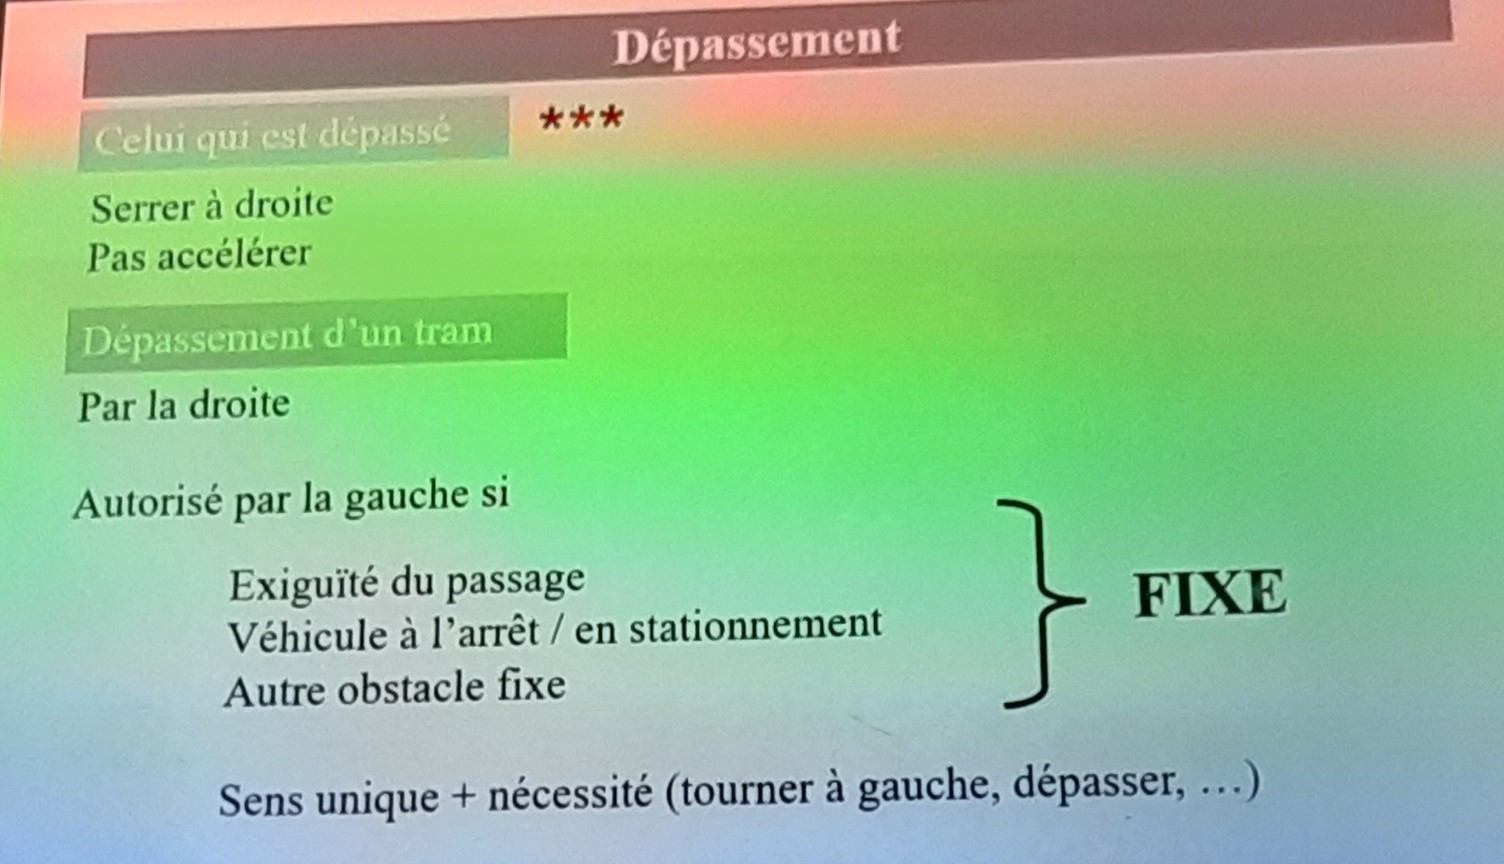 Dépassement
Celui qui est dépassé ***
Serrer à droite
Pas accélérer
Dépassement d'un tram
Par la droite
Autorisé par la gauche si
Exiguïté du passage
Véhicule à l'arrêt / en stationnement
Autre obstacle fixe
FIXE
Sens unique + nécessité (tourner à gauche, dépasser, ...)